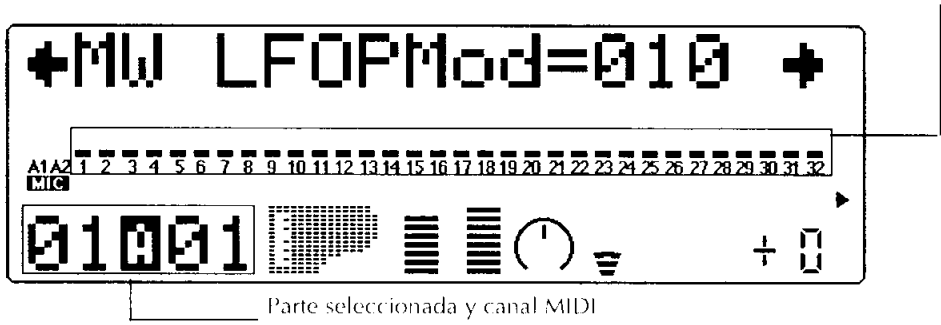 ←MW LFOPMod=010 →
A1 A2 1 2 3 4 5 6 7 8 9 10 11 12 13 14 15 16 17 18 19 20 21 22 23 24 25 26 27 28 29 30 31 32
MIC
01A01 + 0
Parte seleccionada y canal MIDI